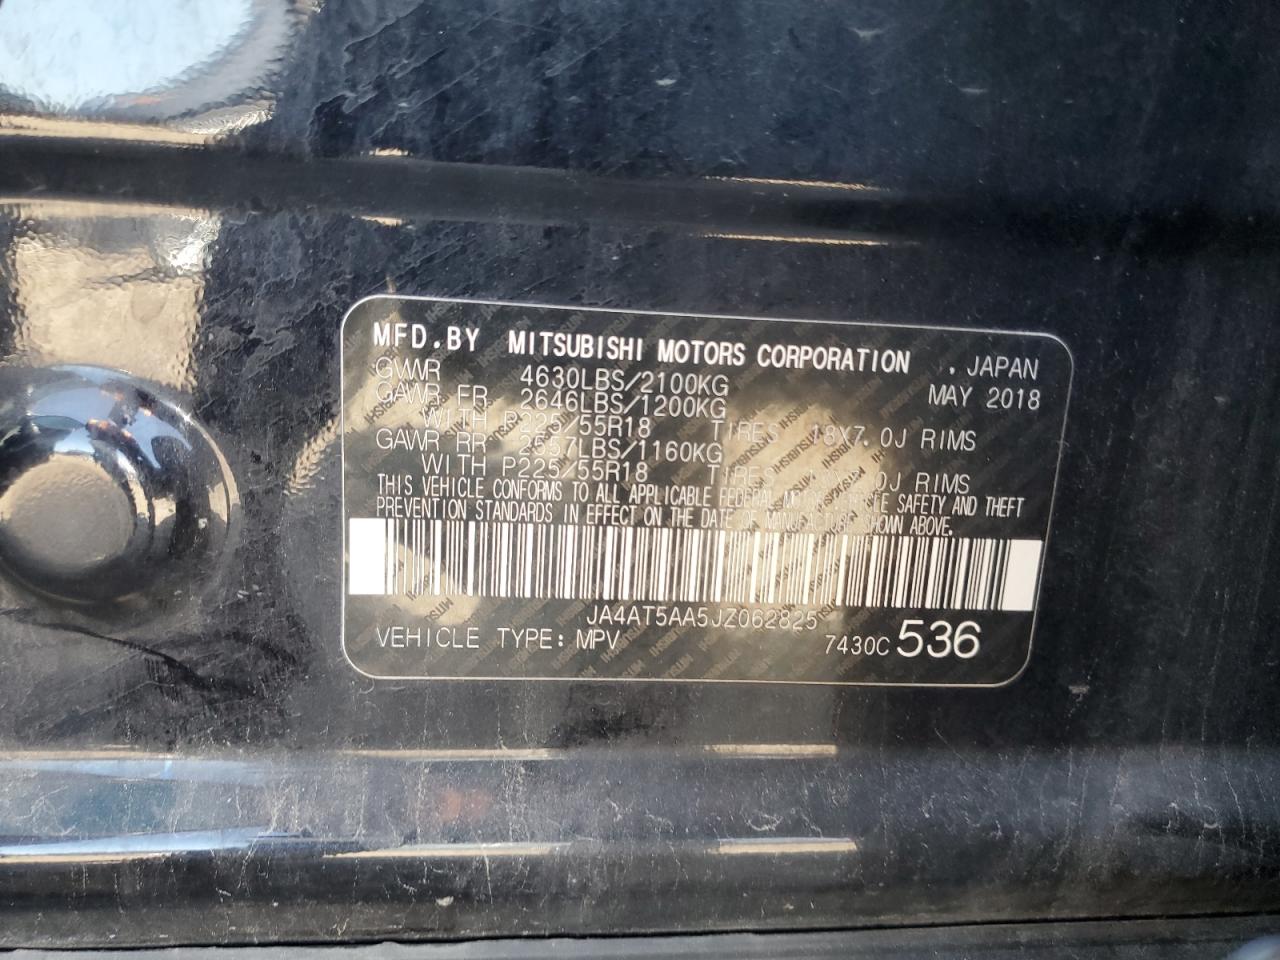 MFD.BY MITSUBISHI MOTORS CORPORATION , JAPAN
GVWR 4630LBS/2100KG MAY 2018
GAWR FR 2646LBS/1200KG
WITH P225/55R18 TIRES 18X7.0J RIMS
GAWR RR 2557LBS/1160KG
WITH P225/55R18 TIRES RIMS
THIS VEHICLE CONFORMS TO ALL APPLICABLE FEDERAL MOTOR VEHICLE SAFETY AND THEFT
PREVENTION STANDARDS IN EFFECT ON THE DATE OF MANUFACTURE SHOWN ABOVE.
JA4AT5AA5JZ062825
VEHICLE TYPE: MPV 7430C 536